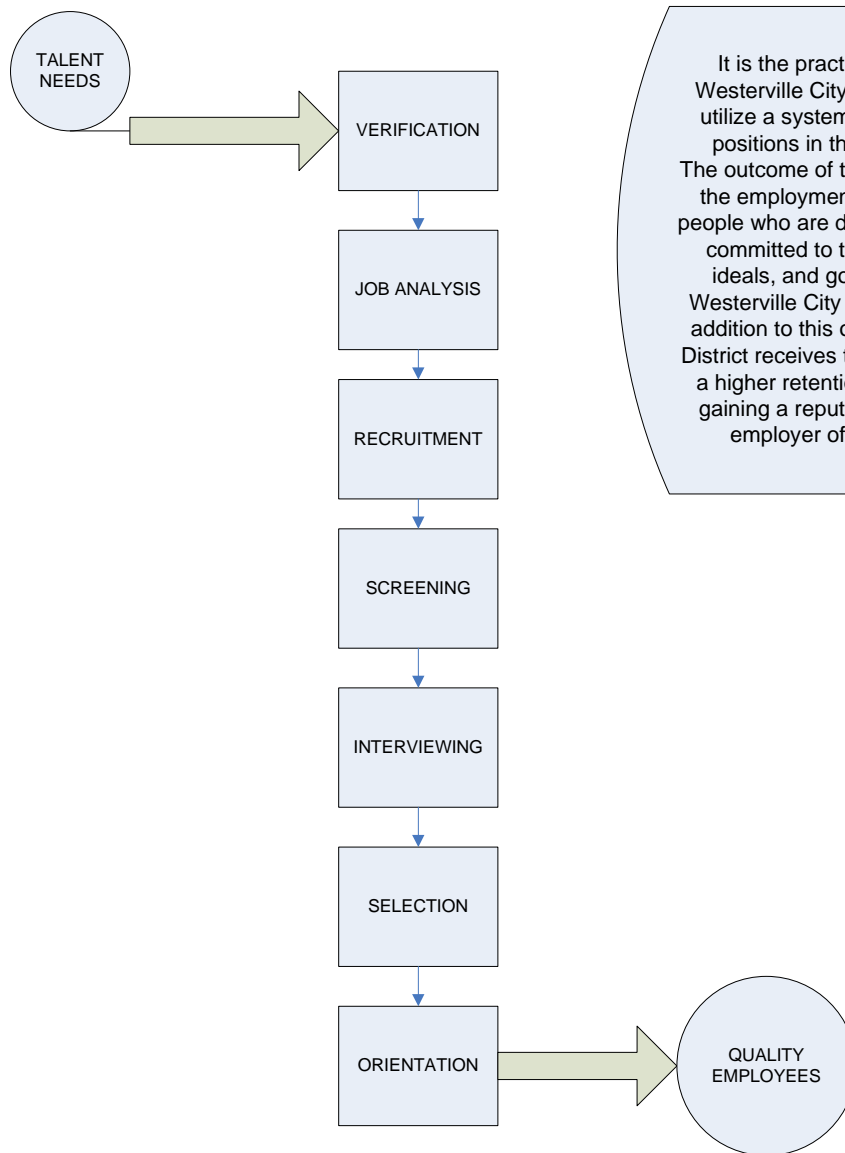 TALENT
NEEDS
VERIFICATION
JOB ANALYSIS
RECRUITMENT
SCREENING
INTERVIEWING
SELECTION
ORIENTATION
QUALITY
EMPLOYEES
It is the pract
Westerville City
utilize a system
positions in th
The outcome of t
the employmen
people who are d
committed to t
ideals, and go
Westerville City
addition to this d
District receives t
a higher retenti
gaining a reput
employer of